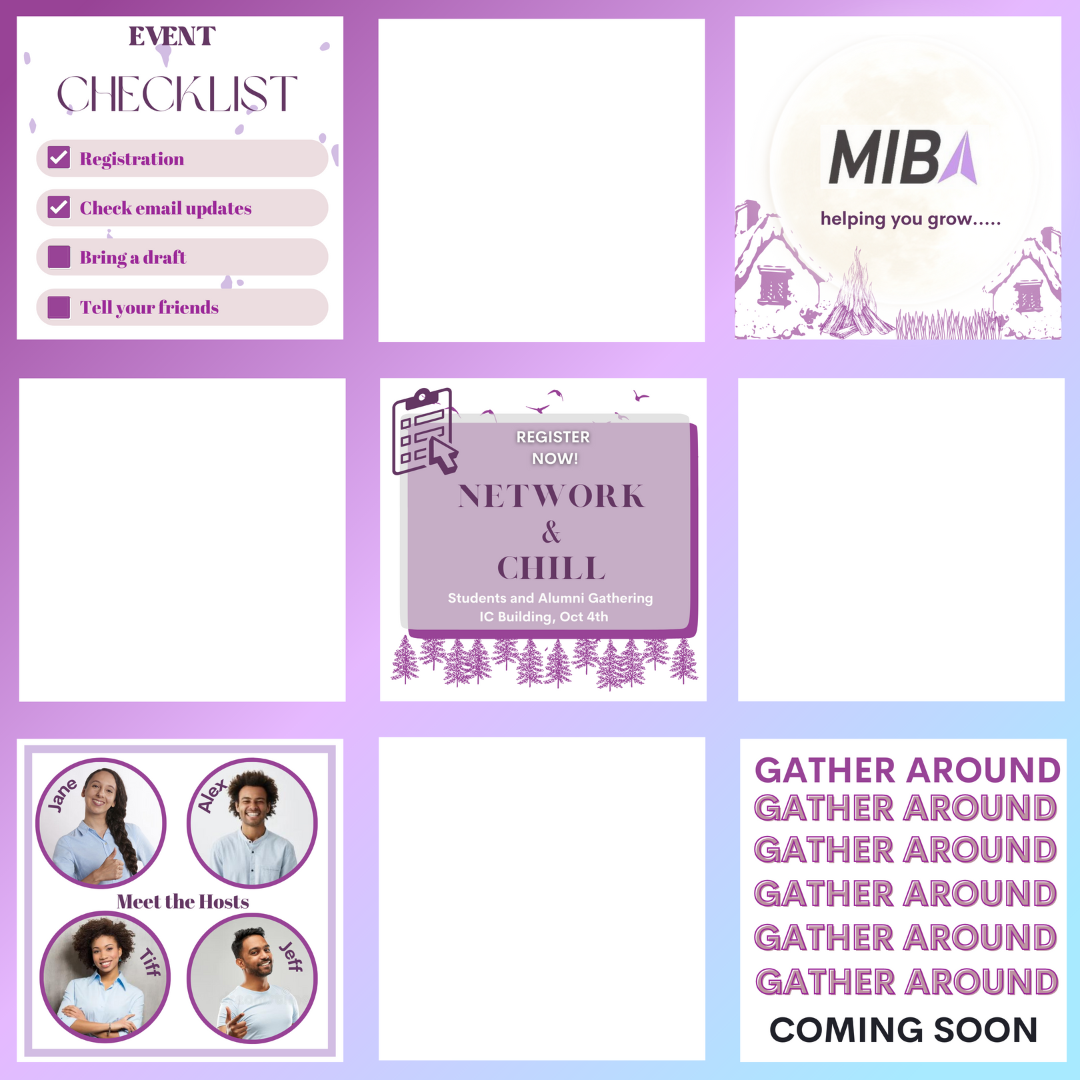 EVENT
CHECKLIST
Registration
Check email updates
Bring a draft
Tell your friends
MIBA
helping you grow.....
REGISTER
NOW!
NETWORK
&
CHILL
Students and Alumni Gathering
IC Building, Oct 4th
Jane
Alex
Meet the Hosts
Tiff
Jeff
GATHER AROUND
GATHER AROUND
GATHER AROUND
GATHER AROUND
GATHER AROUND
GATHER AROUND
COMING SOON